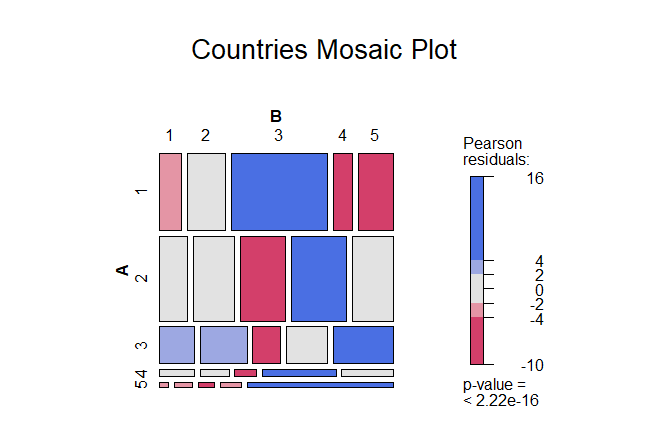 Countries Mosaic Plot
B
1 2 3 4 5
A
1
2
3
4
5
Pearson
residuals:
16
4
2
0
-2
-4
-10
p-value =
< 2.22e-16